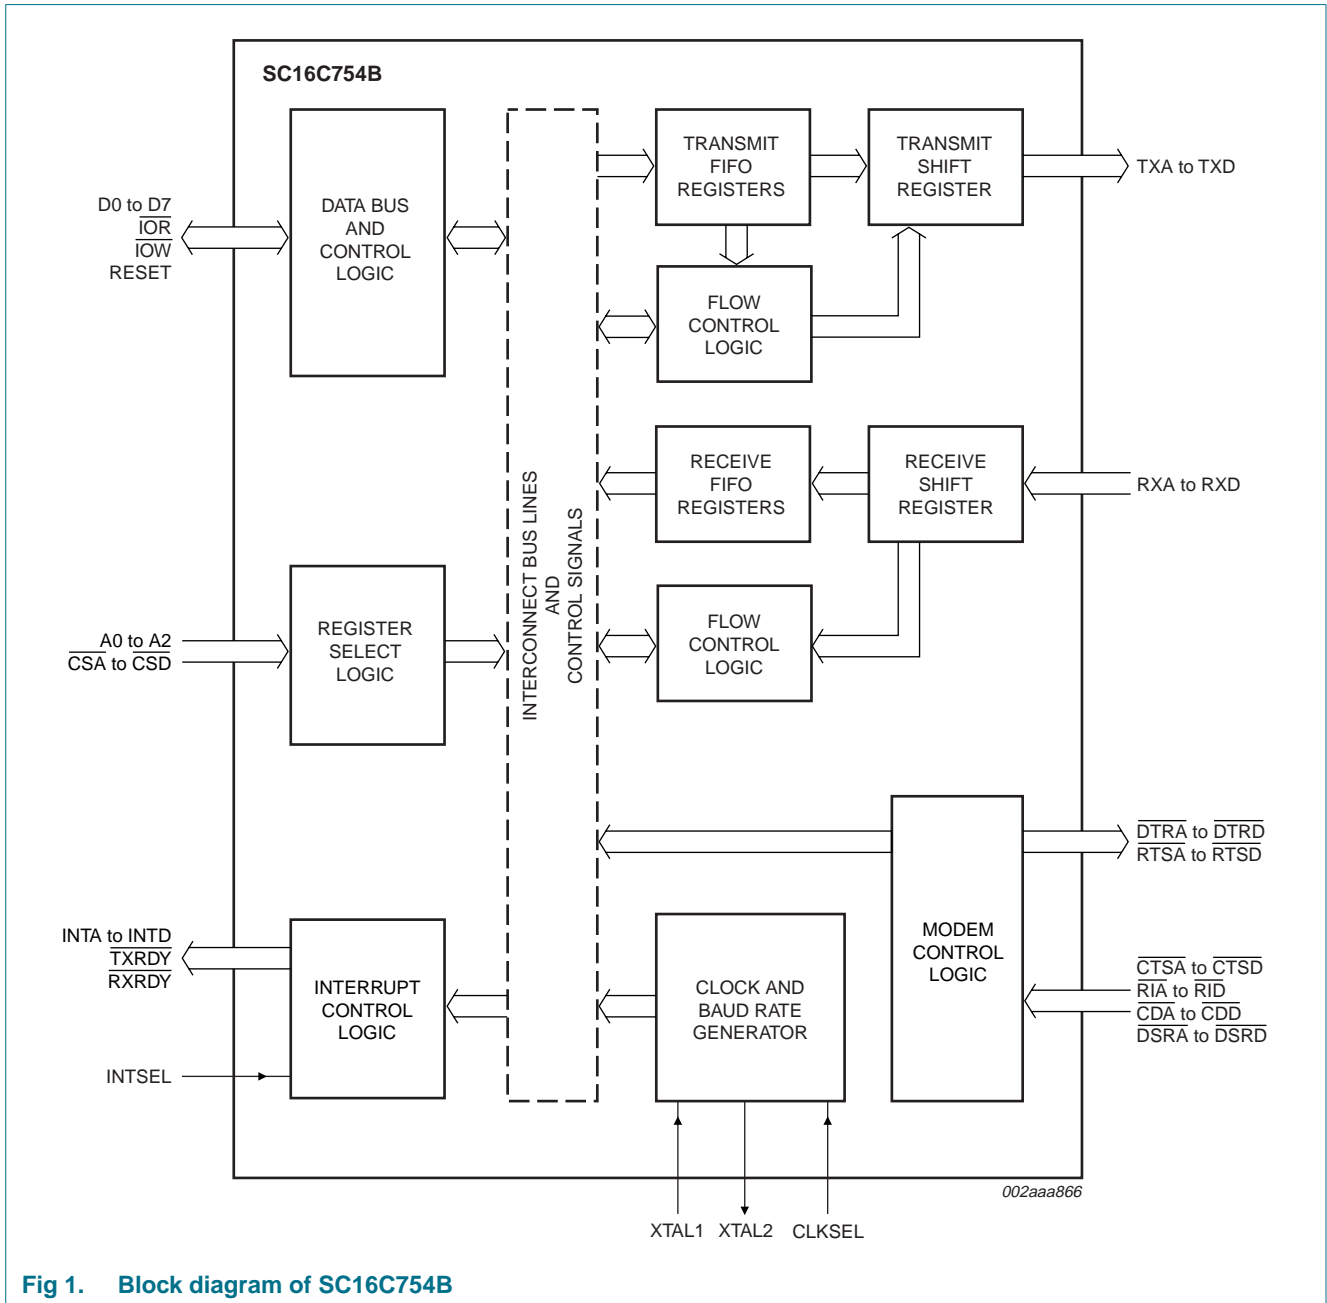 SC16C754B
D0 to D7
IOR
IOW
RESET
DATA BUS
AND
CONTROL
LOGIC
TRANSMIT
FIFO
REGISTERS
TRANSMIT
SHIFT
REGISTER
TXA to TXD
FLOW
CONTROL
LOGIC
INTERCONNECT BUS LINES
AND
CONTROL SIGNALS
RECEIVE
FIFO
REGISTERS
RECEIVE
SHIFT
REGISTER
RXA to RXD
A0 to A2
CSA to CSD
REGISTER
SELECT
LOGIC
FLOW
CONTROL
LOGIC
DTRA to DTRD
RTSA to RTSD
MODEM
CONTROL
LOGIC
CTSA to CTSD
RIA to RID
CDA to CDD
DSRA to DSRD
INTA to INTD
TXRDY
RXRDY
INTERRUPT
CONTROL
LOGIC
INTSEL
CLOCK AND
BAUD RATE
GENERATOR
XTAL1 XTAL2 CLKSEL
002aaa866
Fig 1. Block diagram of SC16C754B